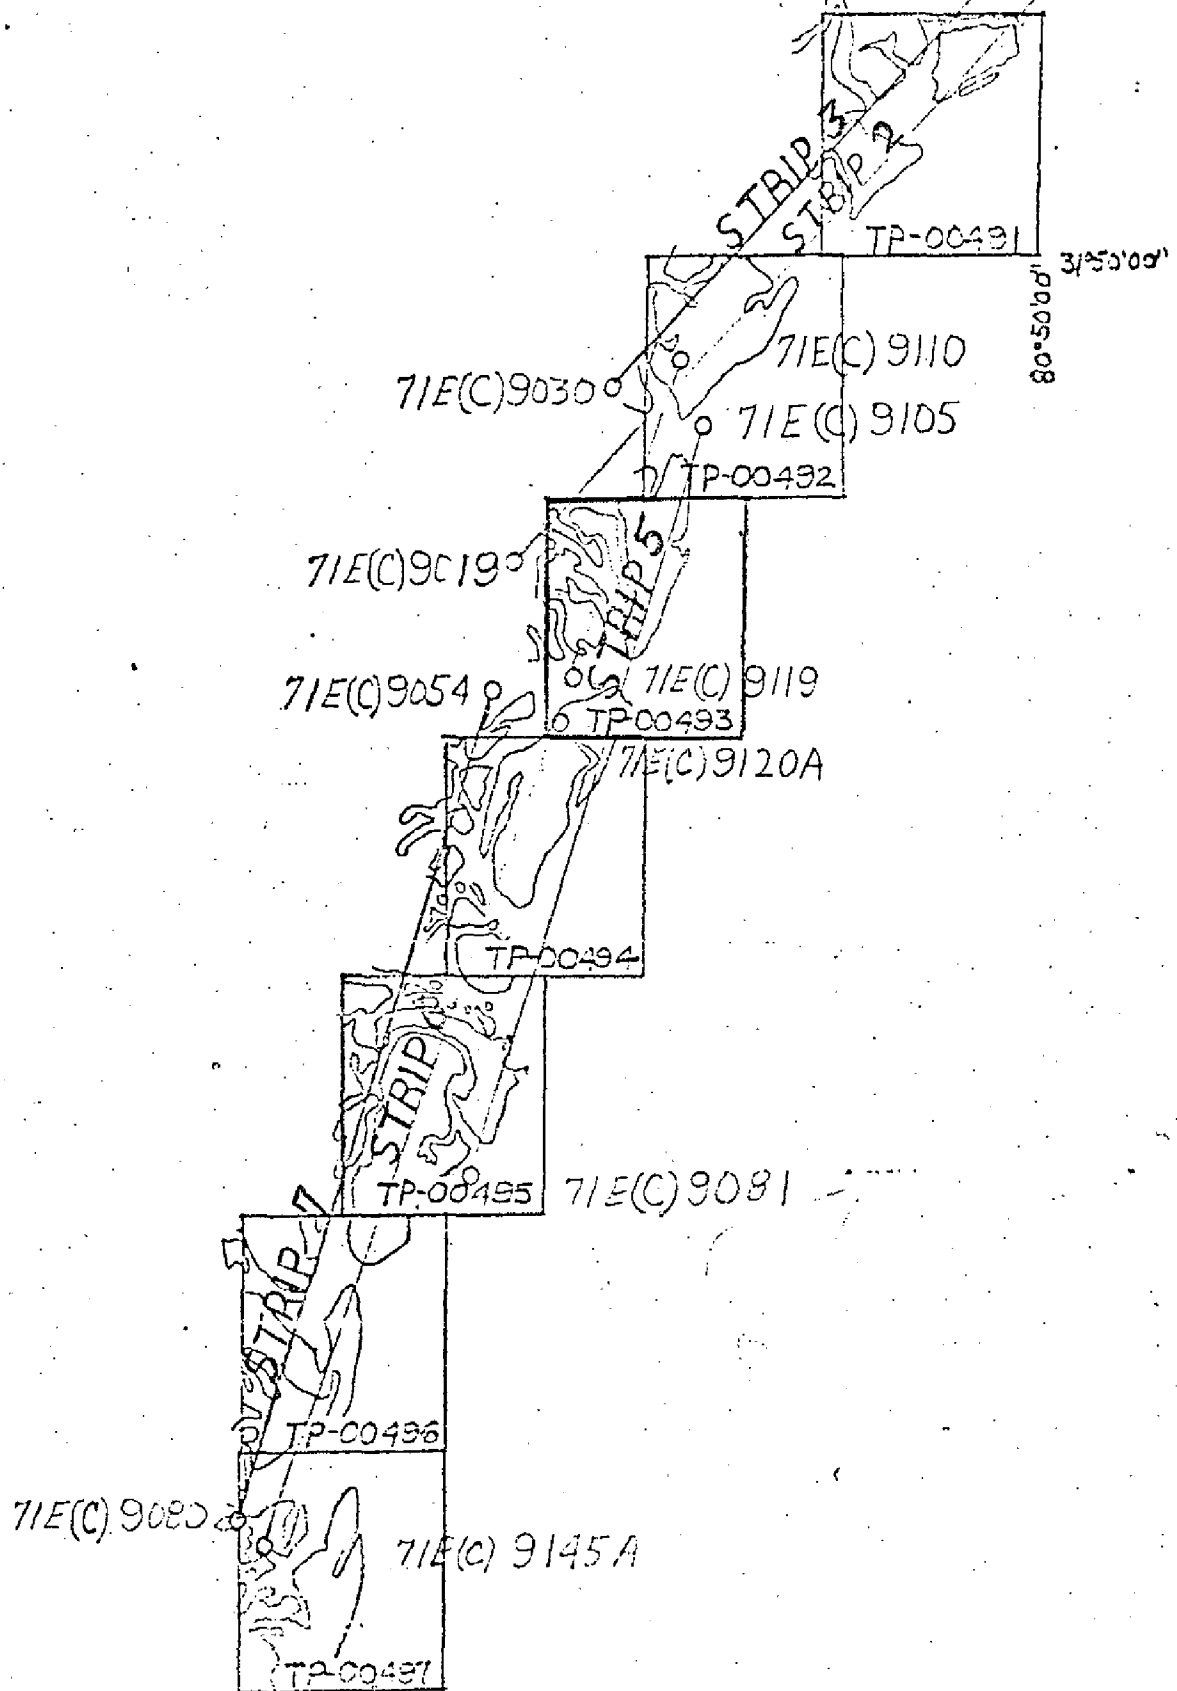 STRIP 3
STRIP 2
TP-00491
31°50'00"
80°50'00"
71E(C) 9110
71E(C)9030
71E(C) 9105
TP-00492
71E(C)9019
STRIP 5
71E(C) 9119
71E(C)9054
TP-00493
71E(C)9120A
TP-00494
STRIP
TP-00495
71E(C)9081
STRIP 7
TP-00496
71E(C) 9080
71E(C) 9145A
TP-00497